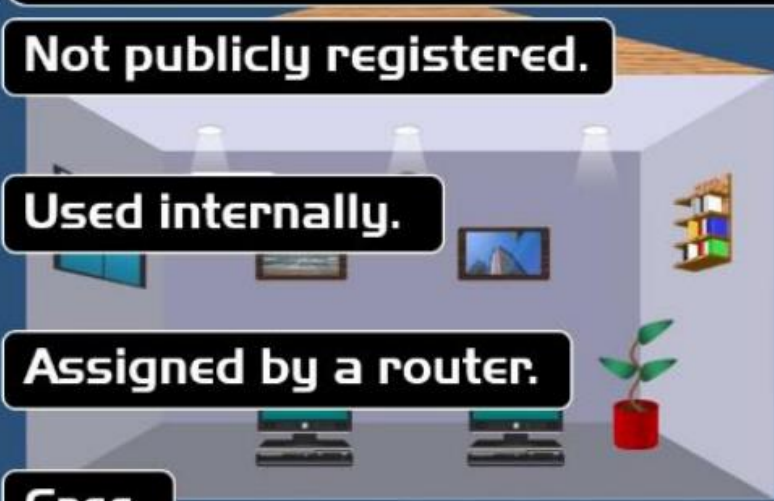 Not publicly registered.
Used internally.
Assigned by a router.